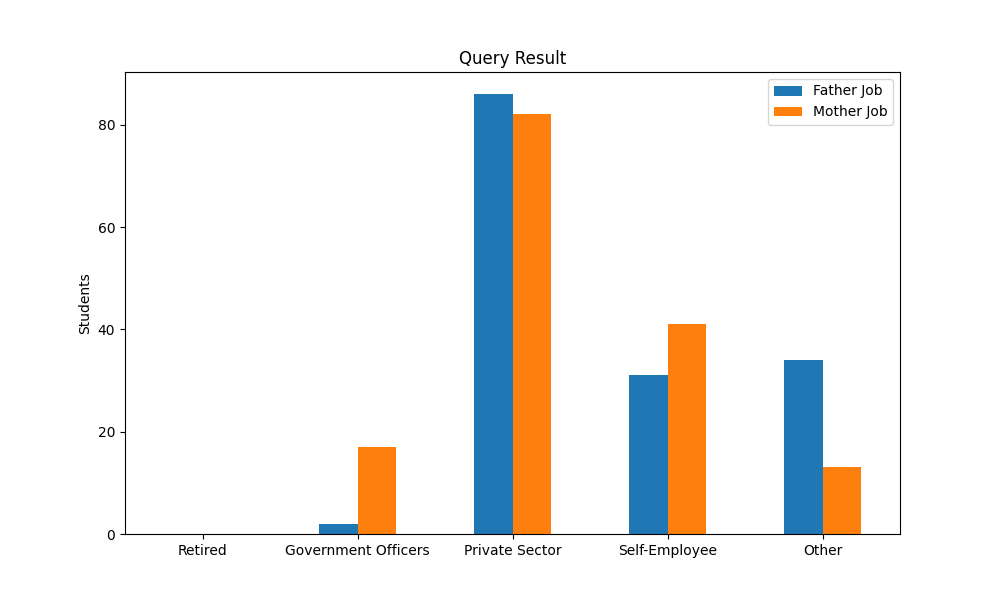 Query Result
Father Job
Mother Job
Students
80
60
40
20
0
Retired
Government Officers
Private Sector
Self-Employee
Other